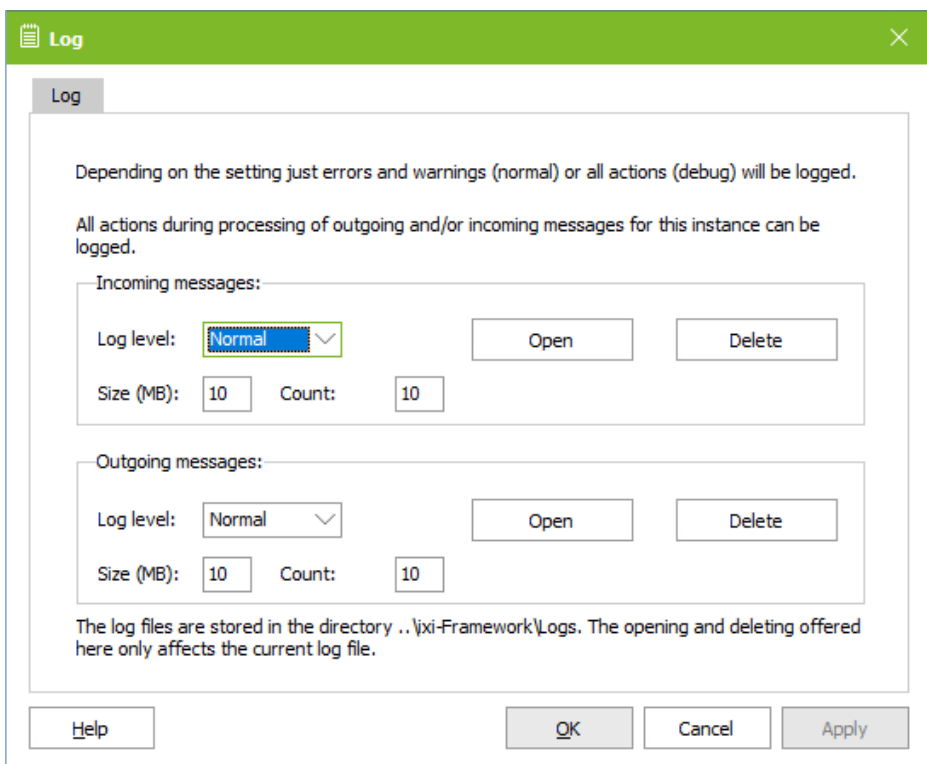 Log
Log
Depending on the setting just errors and warnings (normal) or all actions (debug) will be logged.
All actions during processing of outgoing and/or incoming messages for this instance can be
logged.
Incoming messages:
Log level: Normal Open Delete
Size (MB): 10 Count: 10
Outgoing messages:
Log level: Normal Open Delete
Size (MB): 10 Count: 10
The log files are stored in the directory ..\ixi-Framework\Logs. The opening and deleting offered
here only affects the current log file.
Help OK Cancel Apply